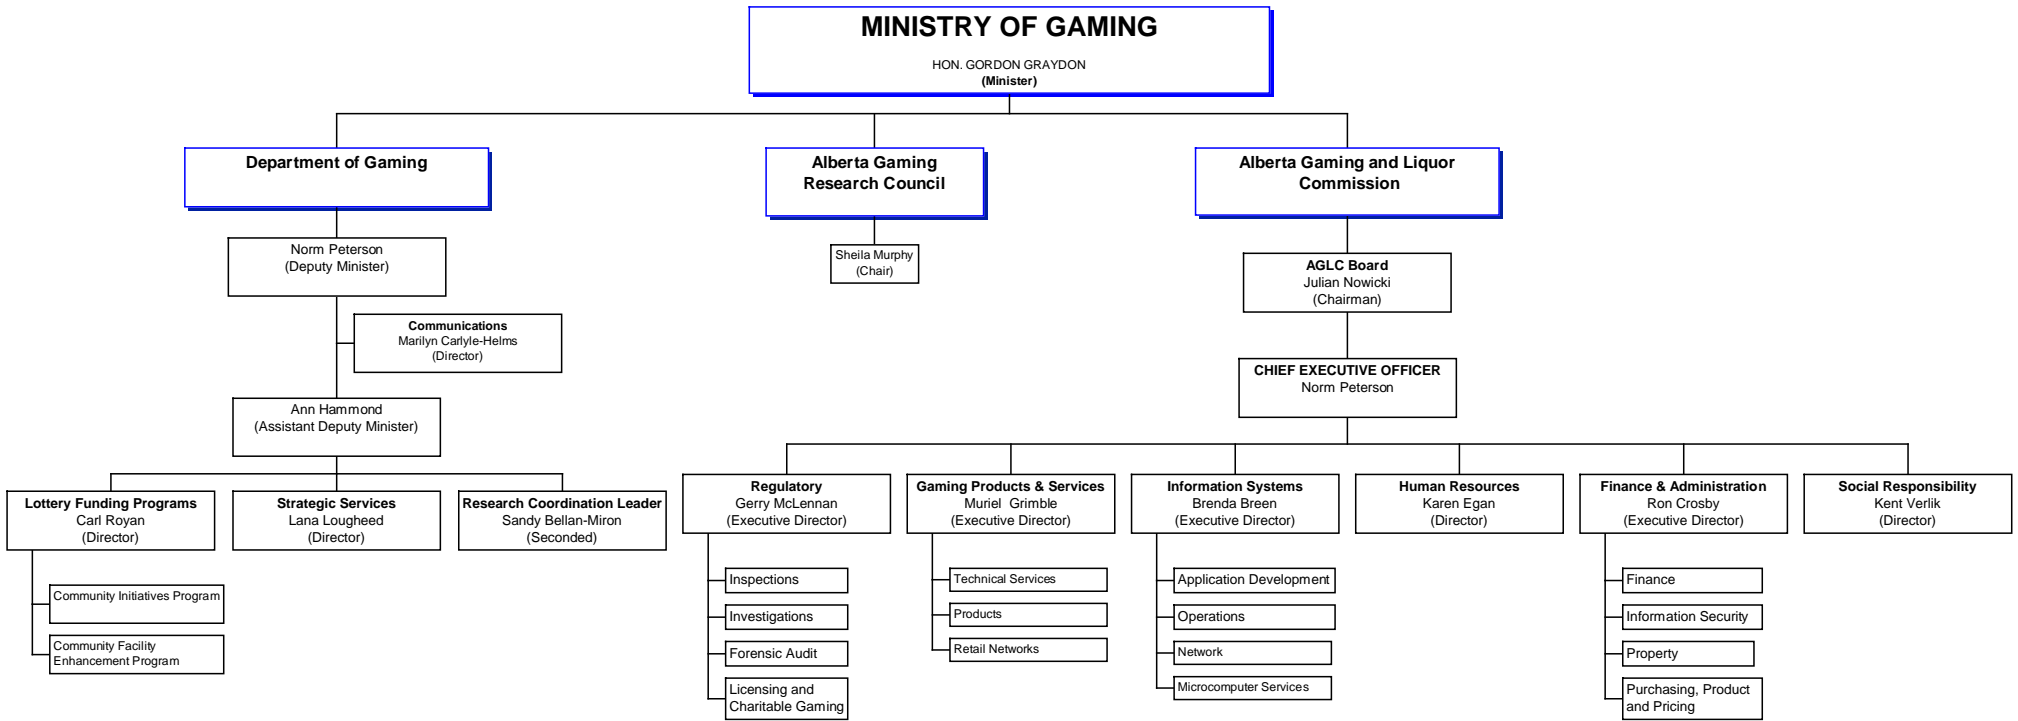 MINISTRY OF GAMING
HON. GORDON GRAYDON
(Minister)
Department of Gaming
Alberta Gaming
Research Council
Alberta Gaming and Liquor
Commission
Norm Peterson
(Deputy Minister)
Sheila Murphy
(Chair)
AGLC Board
Julian Nowicki
(Chairman)
Communications
Marilyn Carlyle-Helms
(Director)
CHIEF EXECUTIVE OFFICER
Norm Peterson
Ann Hammond
(Assistant Deputy Minister)
Lottery Funding Programs
Carl Royan
(Director)
Strategic Services
Lana Lougheed
(Director)
Research Coordination Leader
Sandy Bellan-Miron
(Seconded)
Regulatory
Gerry McLennan
(Executive Director)
Gaming Products & Services
Muriel Grimble
(Executive Director)
Information Systems
Brenda Breen
(Executive Director)
Human Resources
Karen Egan
(Director)
Finance & Administration
Ron Crosby
(Executive Director)
Social Responsibility
Kent Verlik
(Director)
Community Initiatives Program
Community Facility
Enhancement Program
Inspections
Investigations
Forensic Audit
Licensing and
Charitable Gaming
Technical Services
Products
Retail Networks
Application Development
Operations
Network
Microcomputer Services
Finance
Information Security
Property
Purchasing, Product
and Pricing